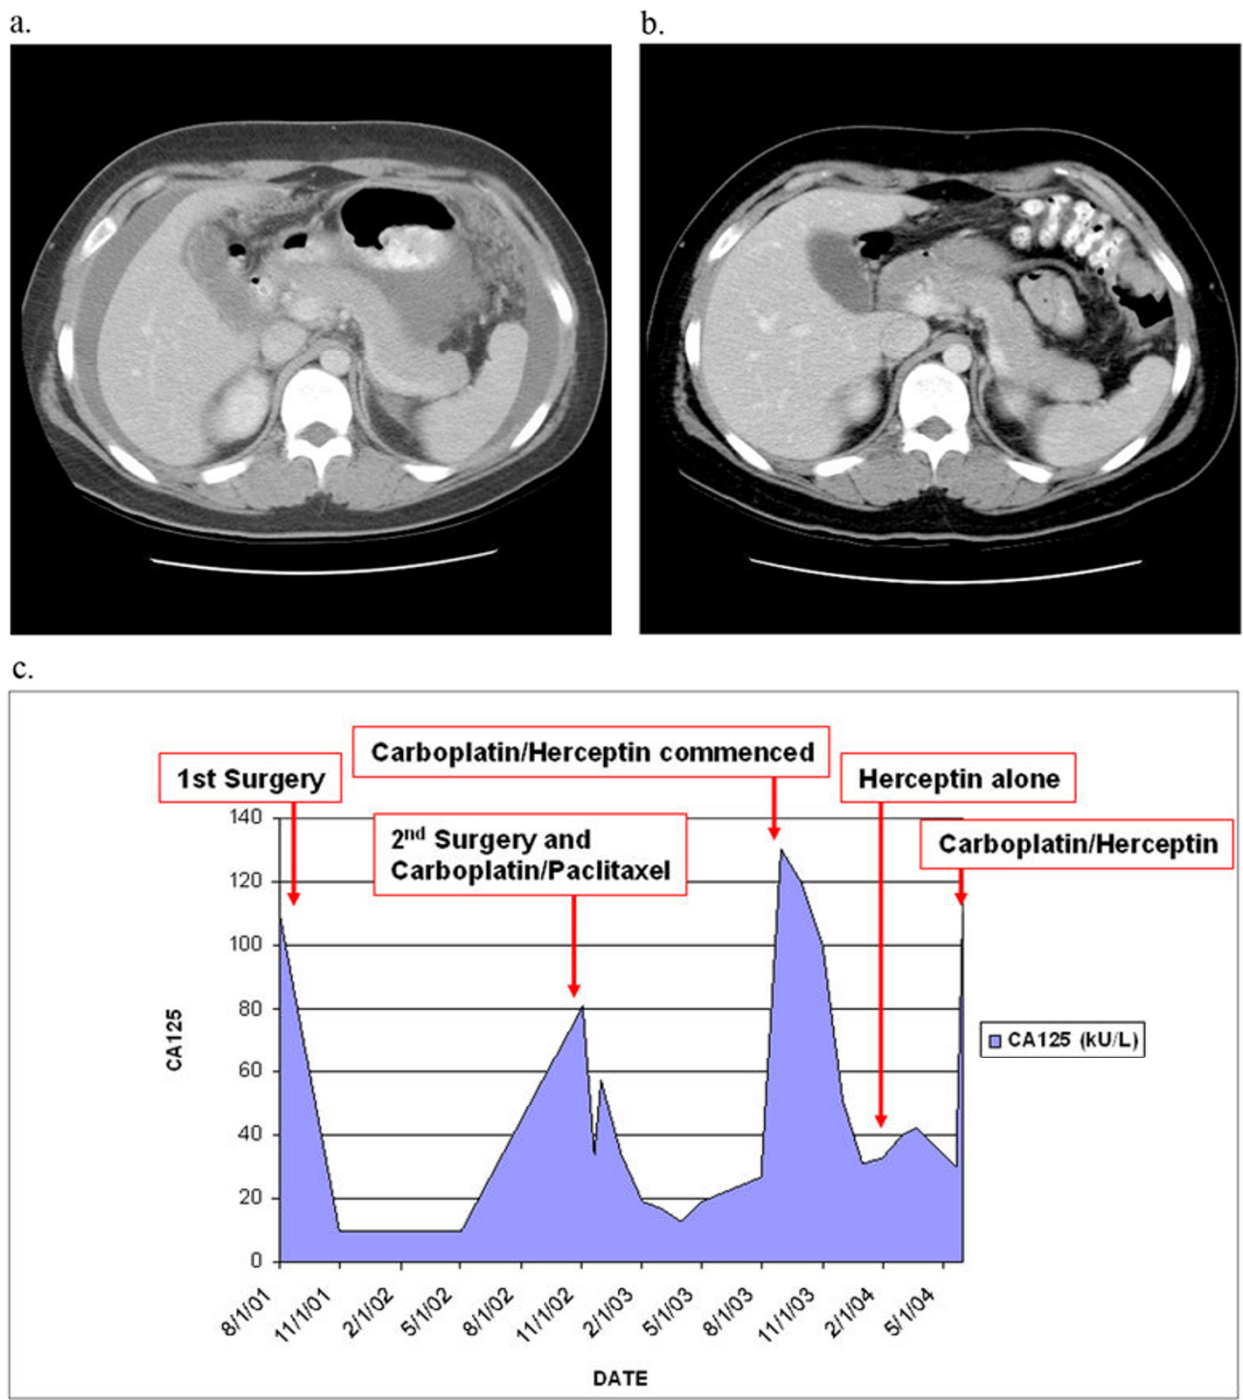 a.
b.
c.
Carboplatin/Herceptin commenced
1st Surgery
Herceptin alone
2nd Surgery and
Carboplatin/Paclitaxel
Carboplatin/Herceptin
140
120
100
80
60
40
20
0
CA125
CA125 (kU/L)
8/1/01
11/1/01
2/1/02
5/1/02
8/1/02
11/1/02
2/1/03
5/1/03
8/1/03
11/1/03
2/1/04
5/1/04
DATE